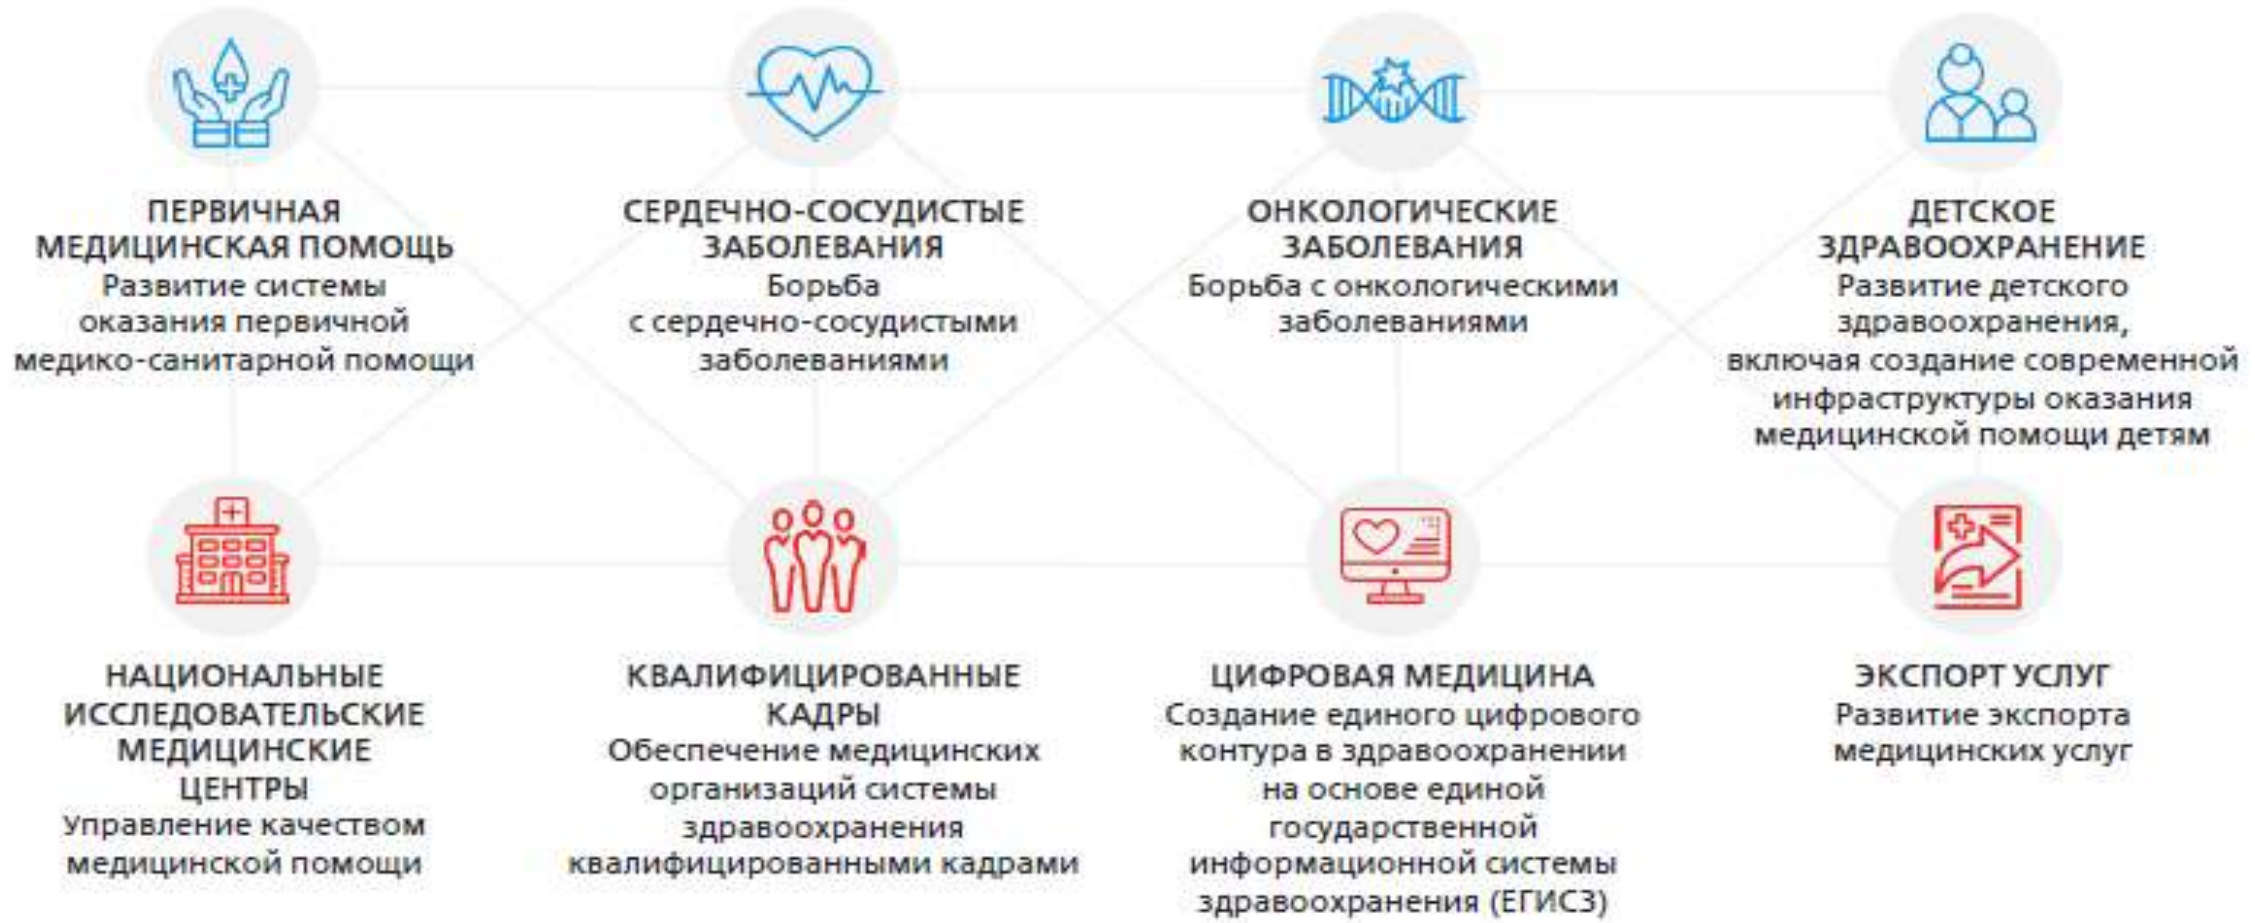 ПЕРВИЧНАЯ
МЕДИЦИНСКАЯ ПОМОЩЬ
Развитие системы
оказания первичной
медико-санитарной помощи
СЕРДЕЧНО-СОСУДИСТЫЕ
ЗАБОЛЕВАНИЯ
Борьба
с сердечно-сосудистыми
заболеваниями
ОНКОЛОГИЧЕСКИЕ
ЗАБОЛЕВАНИЯ
Борьба с онкологическими
заболеваниями
ДЕТСКОЕ
ЗДРАВООХРАНЕНИЕ
Развитие детского
здравоохранения,
включая создание современной
инфраструктуры оказания
медицинской помощи детям
НАЦИОНАЛЬНЫЕ
ИССЛЕДОВАТЕЛЬСКИЕ
МЕДИЦИНСКИЕ
ЦЕНТРЫ
Управление качеством
медицинской помощи
КВАЛИФИЦИРОВАННЫЕ
КАДРЫ
Обеспечение медицинских
организаций системы
здравоохранения
квалифицированными кадрами
ЦИФРОВАЯ МЕДИЦИНА
Создание единого цифрового
контура в здравоохранении
на основе единой
государственной
информационной системы
здравоохранения (ЕГИСЗ)
ЭКСПОРТ УСЛУГ
Развитие экспорта
медицинских услуг